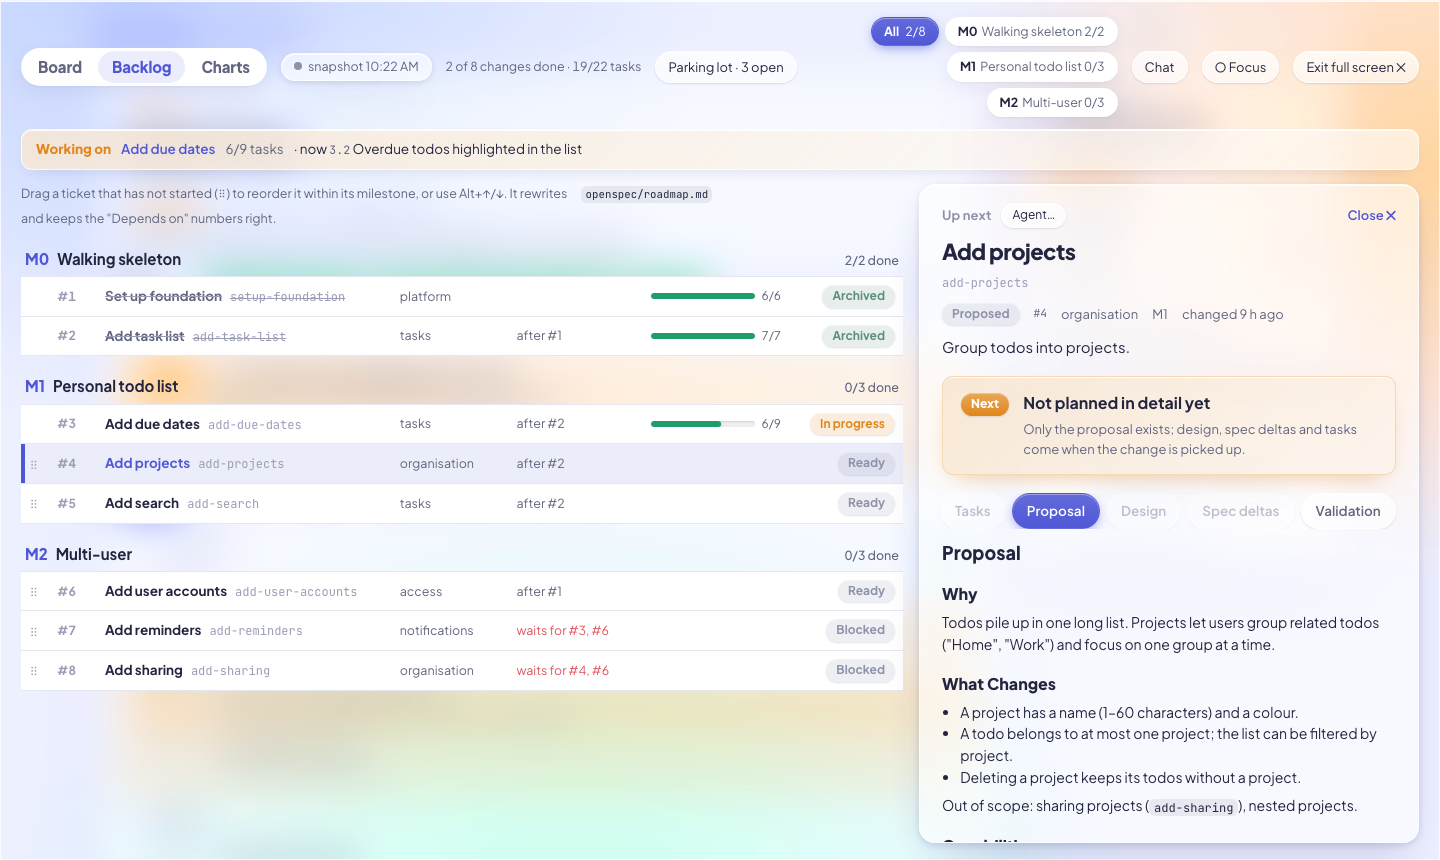 Board Backlog Charts
snapshot 10:22 AM
2 of 8 changes done · 19/22 tasks
Parking lot · 3 open
All 2/8
M0 Walking skeleton 2/2
M1 Personal todo list 0/3
M2 Multi-user 0/3
Chat
Focus
Exit full screen ✕
Working on Add due dates 6/9 tasks · now 3.2 Overdue todos highlighted in the list
Drag a ticket that has not started (⠿) to reorder it within its milestone, or use Alt+↑/↓. It rewrites openspec/roadmap.md
and keeps the "Depends on" numbers right.
M0 Walking skeleton 2/2 done
#1 Set up foundation setup-foundation platform 6/6 Archived
#2 Add task list add-task-list tasks after #1 7/7 Archived
M1 Personal todo list 0/3 done
#3 Add due dates add-due-dates tasks after #2 6/9 In progress
#4 Add projects add-projects organisation after #2 Ready
#5 Add search add-search tasks after #2 Ready
M2 Multi-user 0/3 done
#6 Add user accounts add-user-accounts access after #1 Ready
#7 Add reminders add-reminders notifications waits for #3, #6 Blocked
#8 Add sharing add-sharing organisation waits for #4, #6 Blocked
Up next Agent… Close ✕
Add projects
add-projects
Proposed #4 organisation M1 changed 9 h ago
Group todos into projects.
Next Not planned in detail yet
Only the proposal exists; design, spec deltas and tasks
come when the change is picked up.
Tasks Proposal Design Spec deltas Validation
Proposal
Why
Todos pile up in one long list. Projects let users group related todos
("Home", "Work") and focus on one group at a time.
What Changes
• A project has a name (1–60 characters) and a colour.
• A todo belongs to at most one project; the list can be filtered by
project.
• Deleting a project keeps its todos without a project.
Out of scope: sharing projects ( add-sharing ), nested projects.